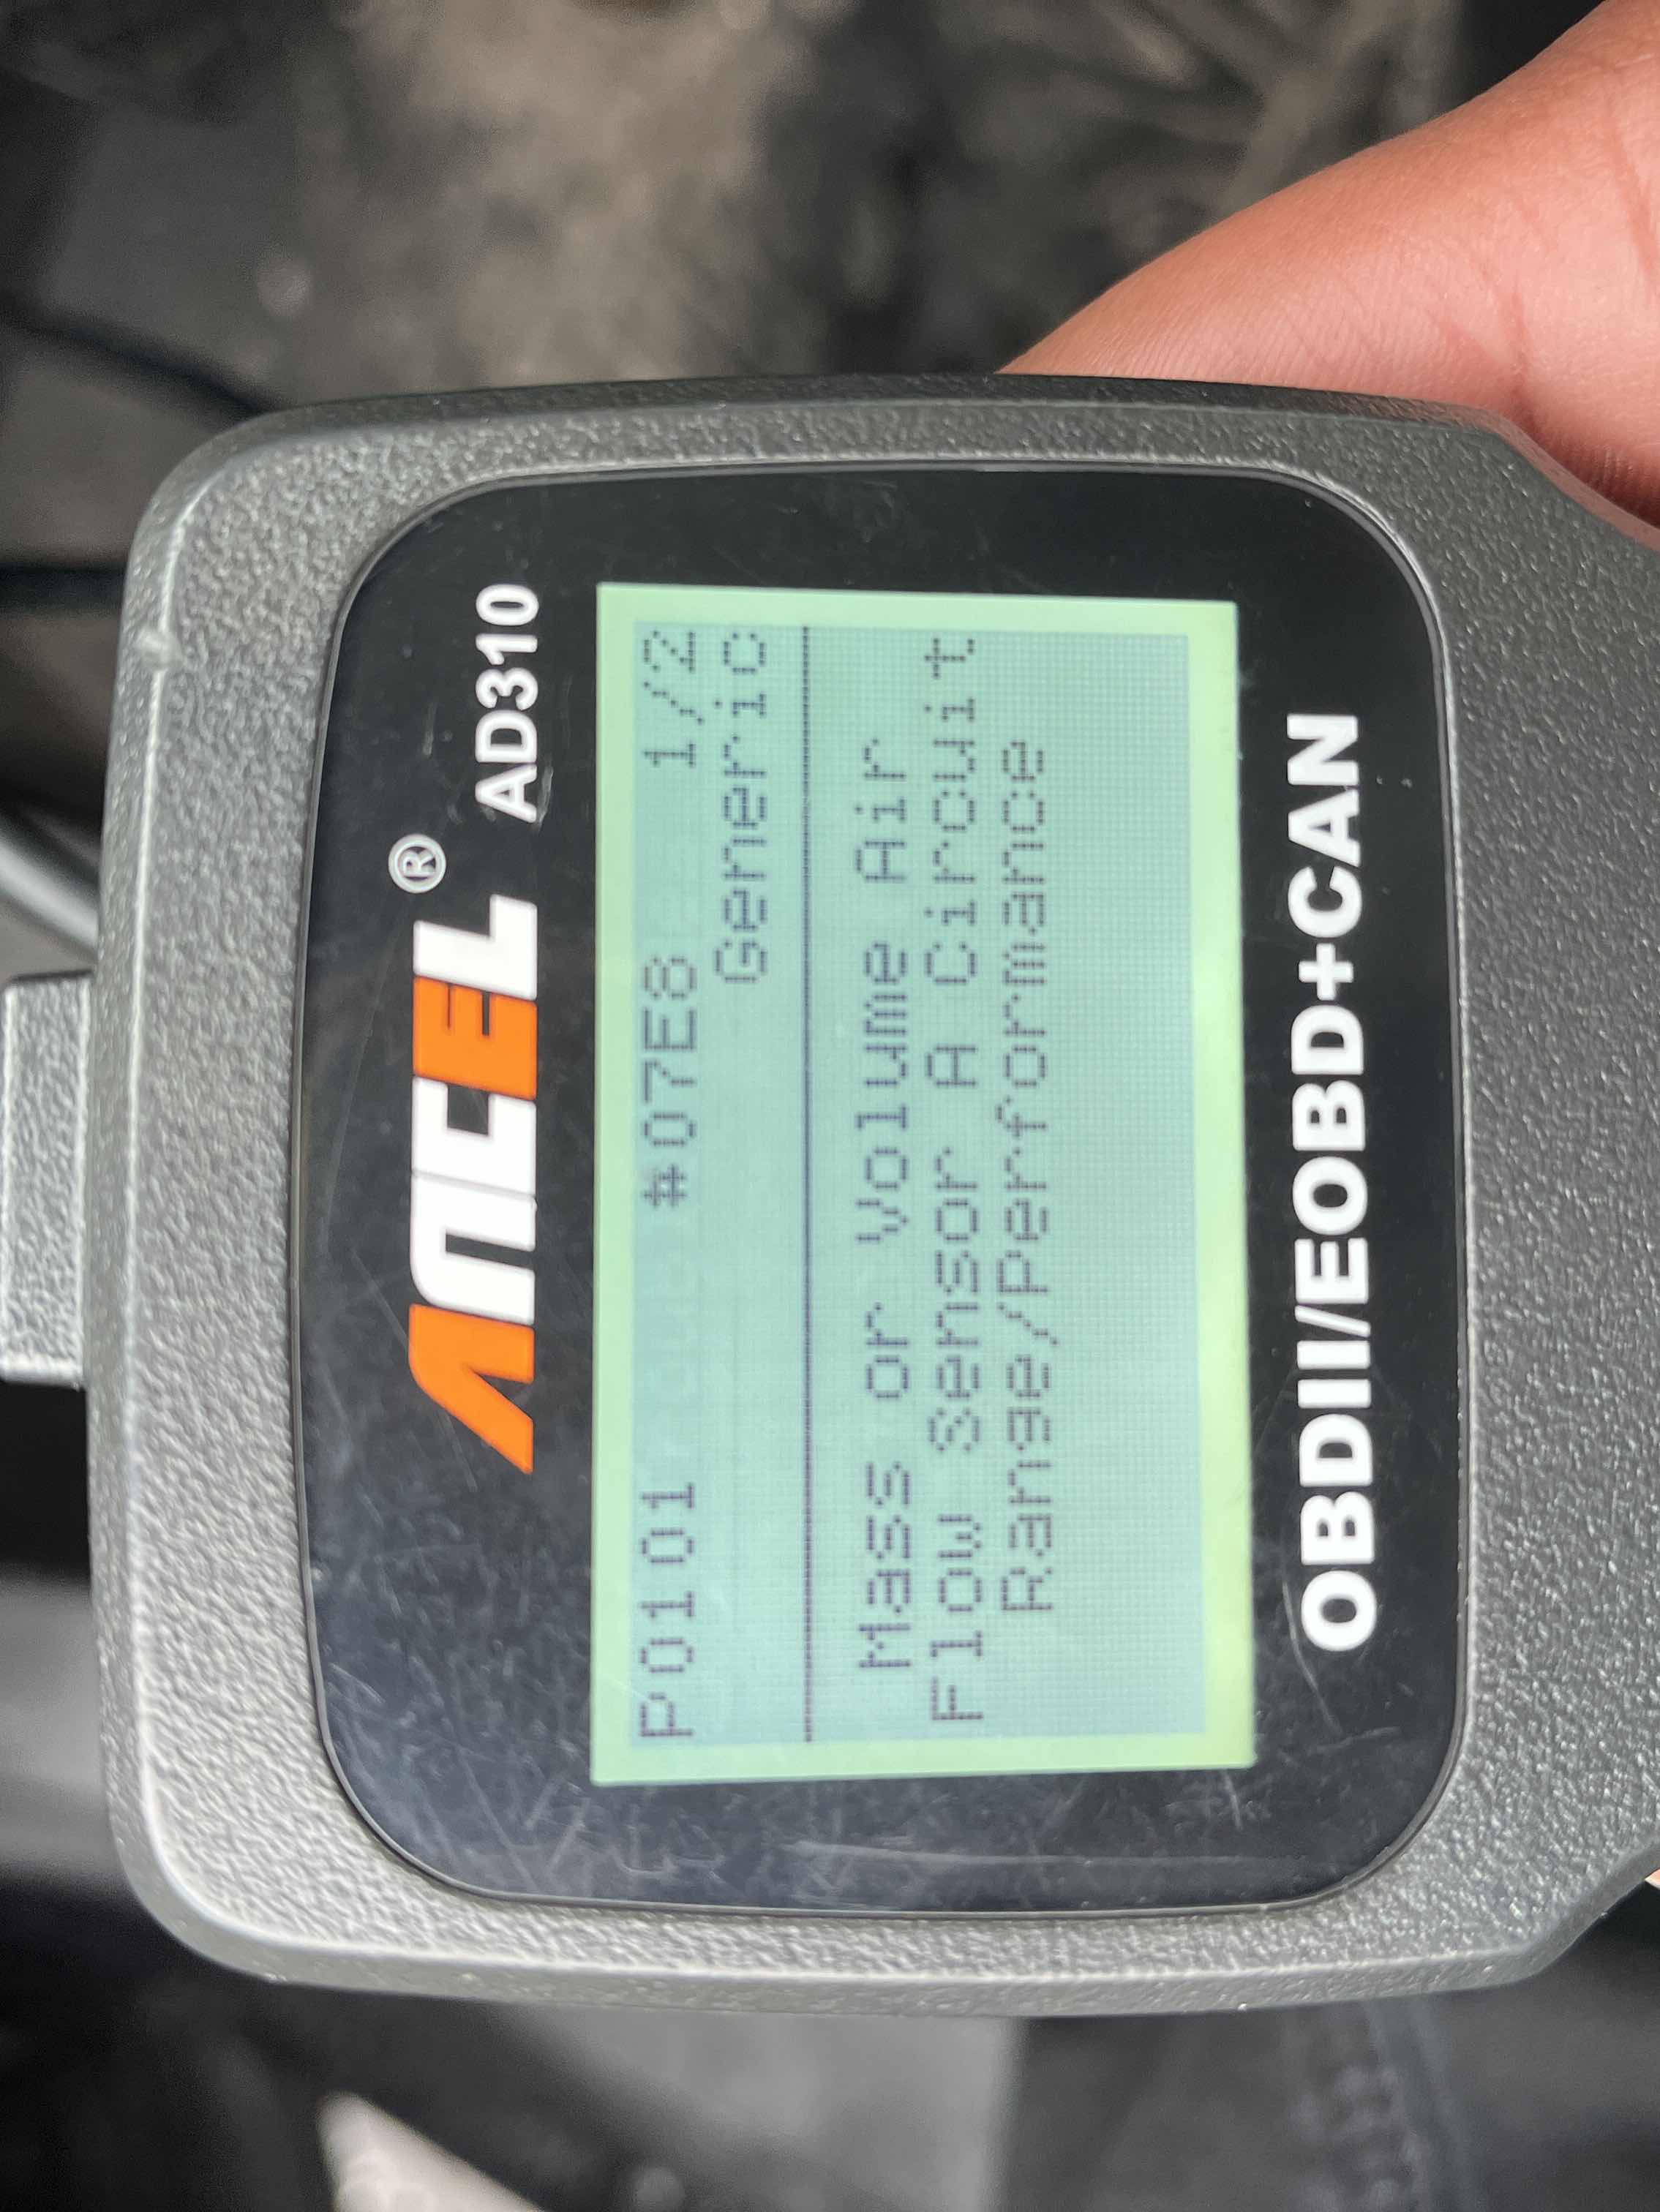 ANCEL® AD310
P0101 #07E8 1/2
Generic
Mass or Volume Air
Flow Sensor A Circuit
Range/Performance
OBDII/EOBD+CAN